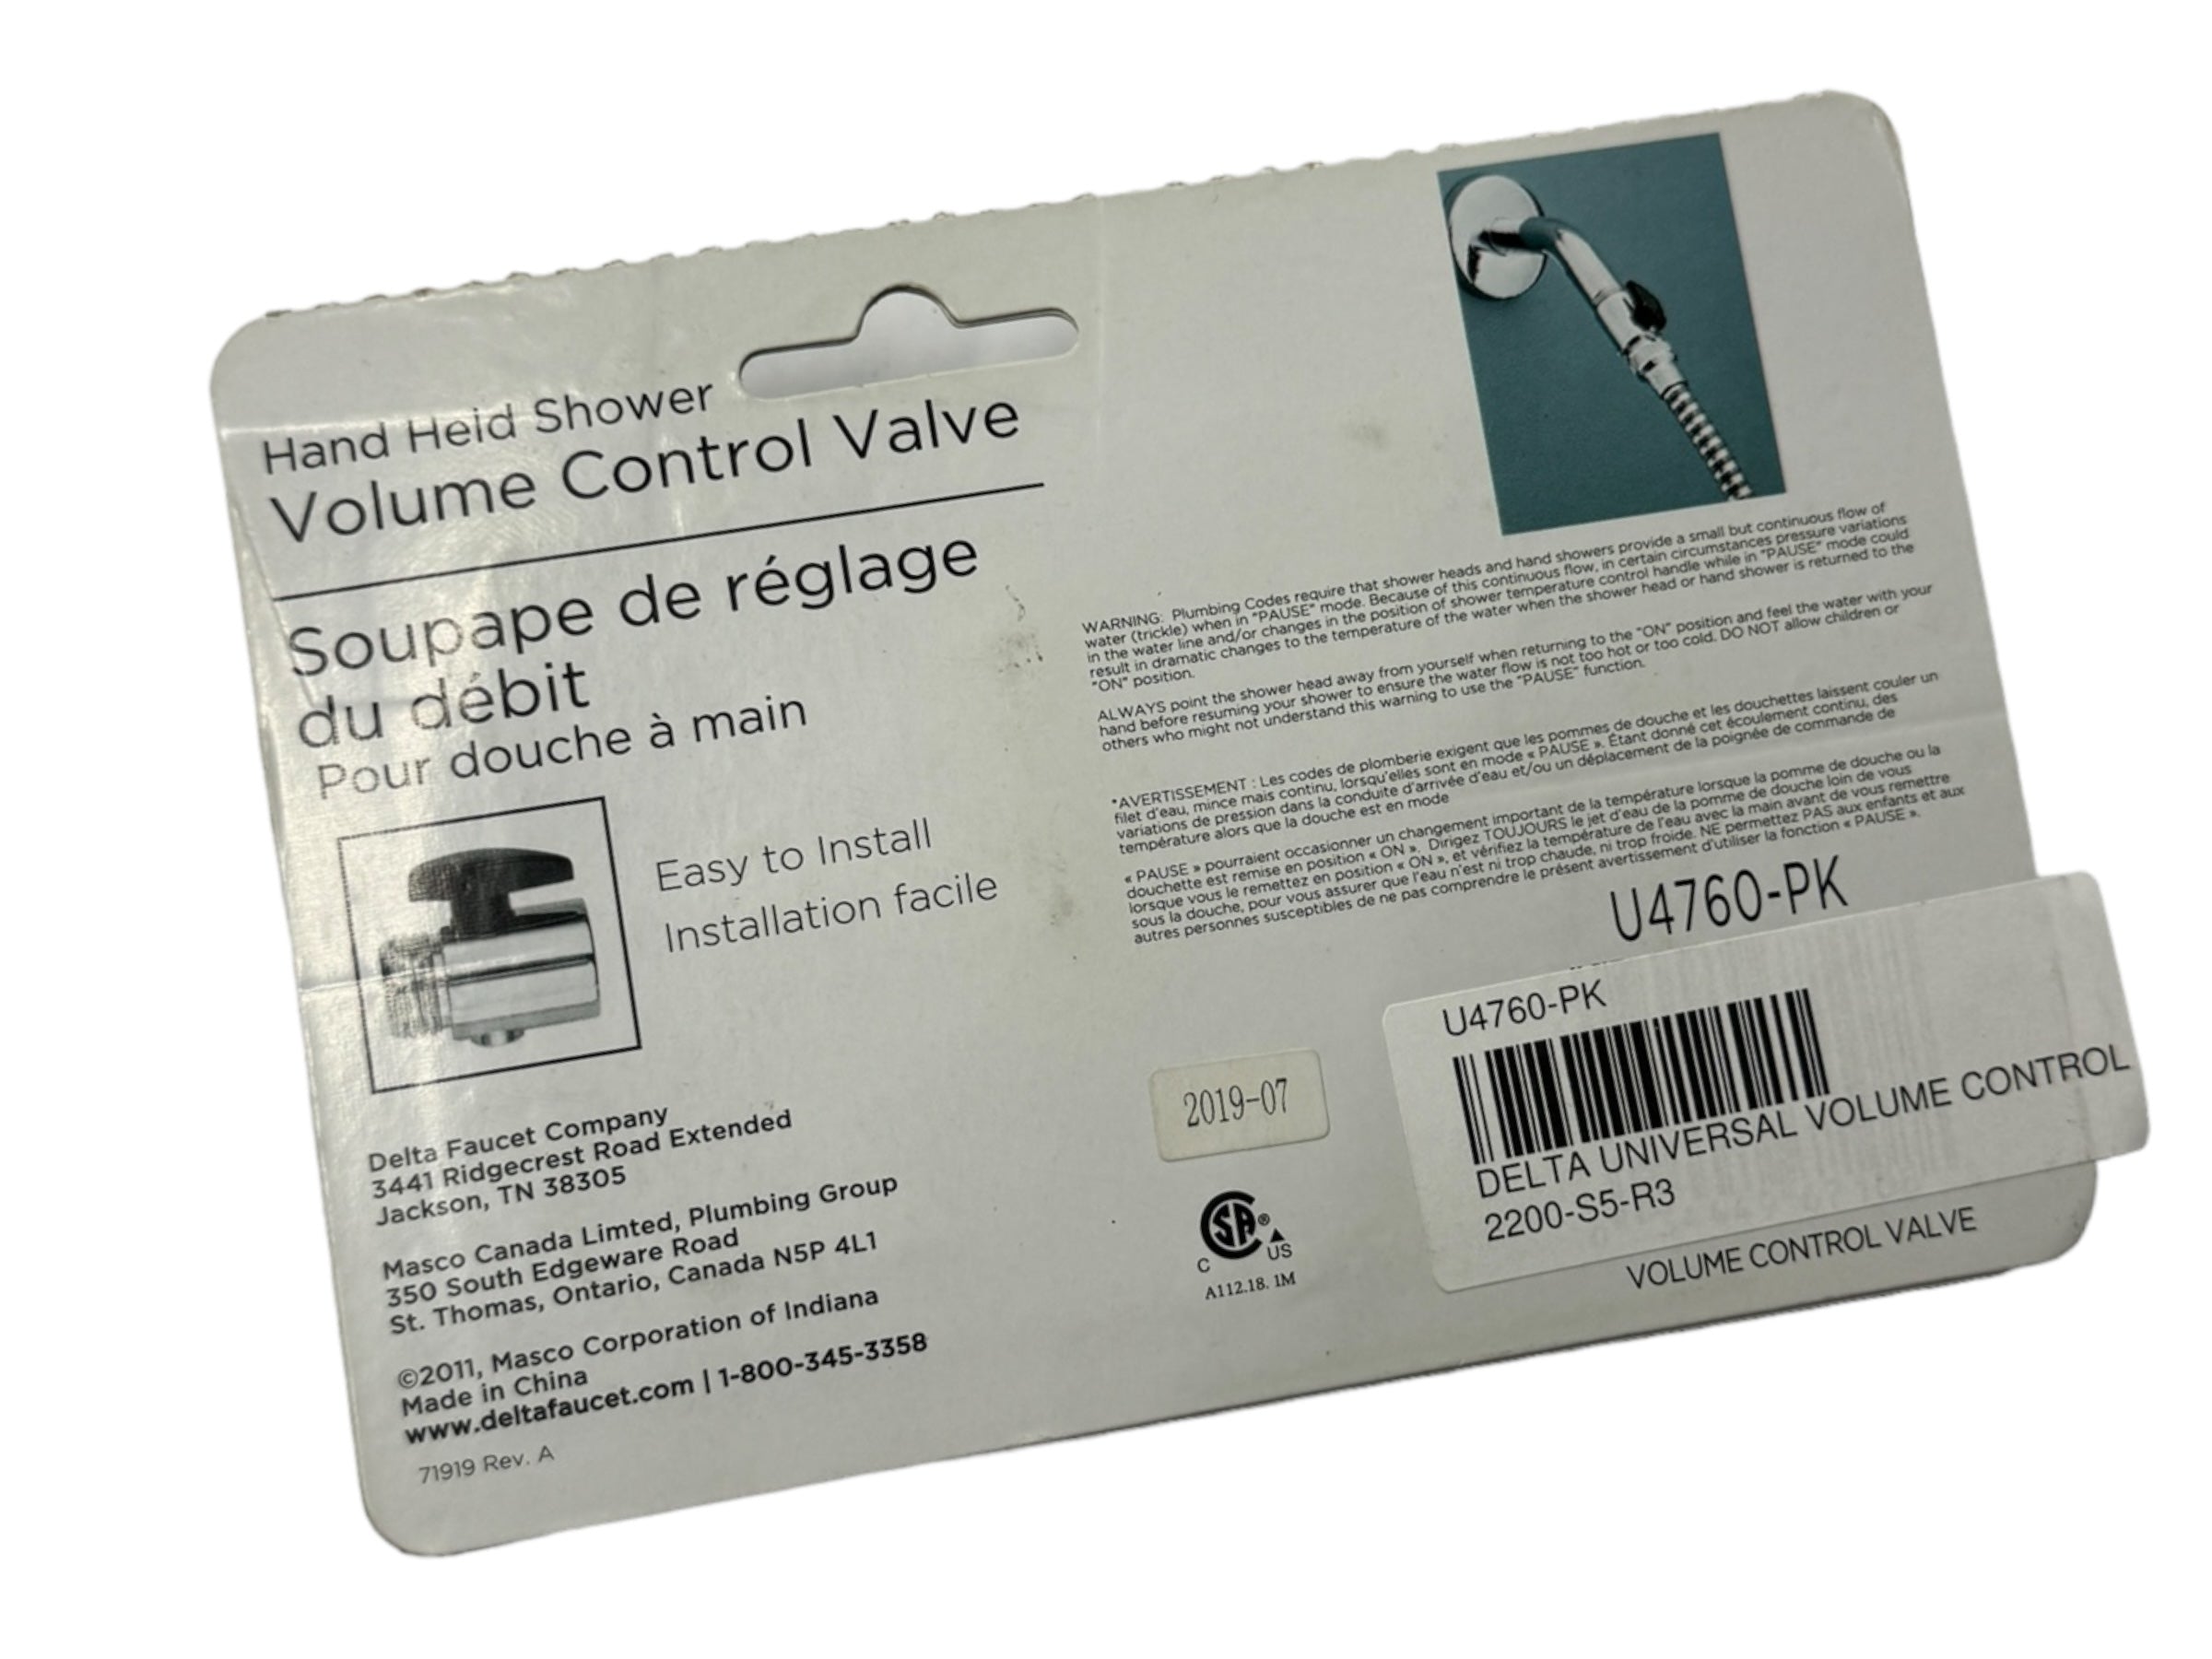 Hand Held Shower
Volume Control Valve
Soupape de réglage
du débit
Pour douche à main
Easy to Install
Installation facile
Delta Faucet Company
3441 Ridgecrest Road Extended
Jackson, TN 38305
Masco Canada Limted, Plumbing Group
350 South Edgeware Road
St. Thomas, Ontario, Canada N5P 4L1
©2011, Masco Corporation of Indiana
Made in China
www.deltafaucet.com | 1-800-345-3358
71919 Rev. A
WARNING: Plumbing Codes require that shower heads and hand showers provide a small but continuous flow of
water (trickle) when in "PAUSE" mode. Because of this continuous flow, in certain circumstances pressure variations
in the water line and/or changes in the position of shower temperature control handle while in "PAUSE" mode could
result in dramatic changes to the temperature of the water when the shower head or hand shower is returned to the
"ON" position.
ALWAYS point the shower head away from yourself when returning to the "ON" position and feel the water with your
hand before resuming your shower to ensure the water flow is not too hot or too cold. DO NOT allow children or
others who might not understand this warning to use the "PAUSE" function.
*AVERTISSEMENT : Les codes de plomberie exigent que les pommes de douche et les douchettes laissent couler un
filet d'eau, mince mais continu, lorsqu'elles sont en mode « PAUSE ». Étant donné cet écoulement continu, des
variations de pression dans la conduite d'arrivée d'eau et/ou un déplacement de la poignée de commande de
température alors que la douche est en mode
« PAUSE » pourraient occasionner un changement important de la température lorsque la pomme de douche ou la
douchette est remise en position « ON ». Dirigez TOUJOURS le jet d'eau de la pomme de douche loin de vous
lorsque vous le remettez en position « ON », et vérifiez la température de l'eau avec la main avant de vous remettre
sous la douche, pour vous assurer que l'eau n'est ni trop chaude, ni trop froide. NE permettez PAS aux enfants et aux
autres personnes susceptibles de ne pas comprendre le présent avertissement d'utiliser la fonction « PAUSE ».
U4760-PK
U4760-PK
DELTA UNIVERSAL VOLUME CONTROL
2200-S5-R3
VOLUME CONTROL VALVE
2019-07
SA®
C US
A112.18. 1M